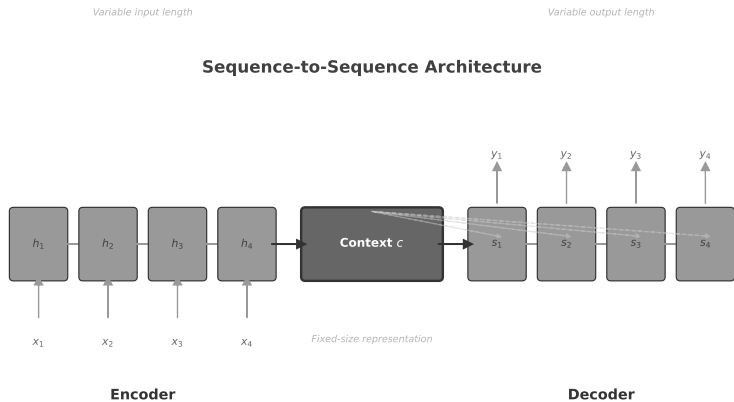 Variable input length
Variable output length
Sequence-to-Sequence Architecture
y₁ y₂ y₃ y₄
h₁ h₂ h₃ h₄ Context c s₁ s₂ s₃ s₄
x₁ x₂ x₃ x₄
Fixed-size representation
Encoder
Decoder